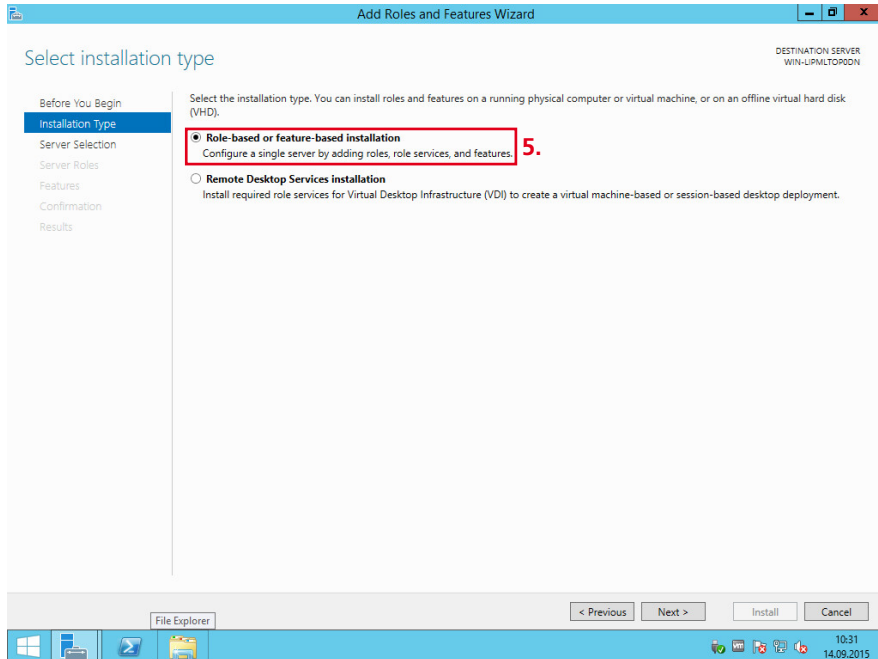 Add Roles and Features Wizard
Select installation type
DESTINATION SERVER
WIN-LIPMLTOP0DN
Before You Begin
Installation Type
Server Selection
Server Roles
Features
Confirmation
Results
Select the installation type. You can install roles and features on a running physical computer or virtual machine, or on an offline virtual hard disk
(VHD).
Role-based or feature-based installation
Configure a single server by adding roles, role services, and features.
5.
Remote Desktop Services installation
Install required role services for Virtual Desktop Infrastructure (VDI) to create a virtual machine-based or session-based desktop deployment.
< Previous
Next >
Install
Cancel
File Explorer
10:31
14.09.2015